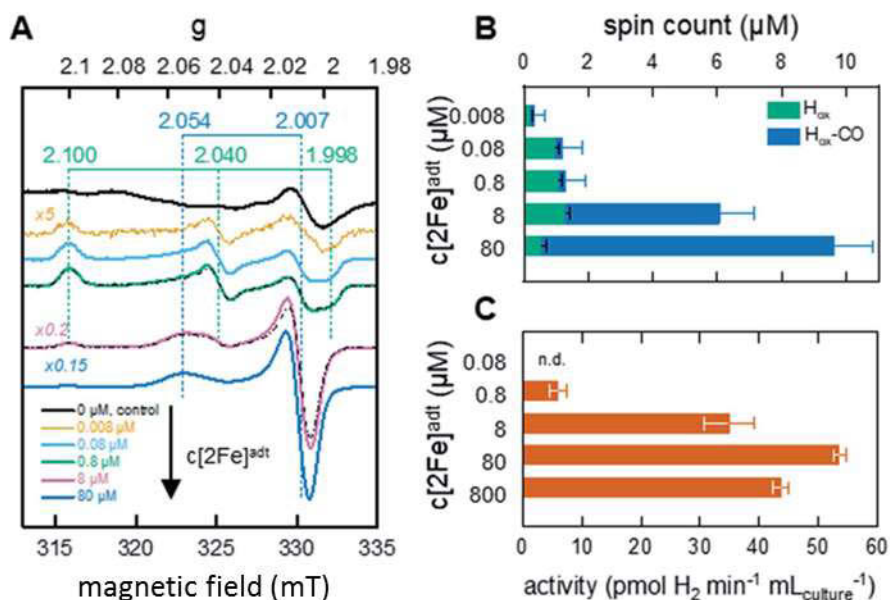 A
g
2.1 2.08 2.06 2.04 2.02 2 1.98
2.054 2.007
2.100 2.040 1.998
x5
x0.2
x0.15
0 µM, control
0.008 µM
0.08 µM
0.8 µM
8 µM
80 µM
c[2Fe]adt
315 320 325 330 335
magnetic field (mT)
B
spin count (µM)
0 2 4 6 8 10
c[2Fe]adt (µM)
0.008
0.08
0.8
8
80
Hox
Hox-CO
C
c[2Fe]adt (µM)
0.08
0.8
8
80
800
n.d.
0 10 20 30 40 50 60
activity (pmol H2 min-1 mLculture-1)